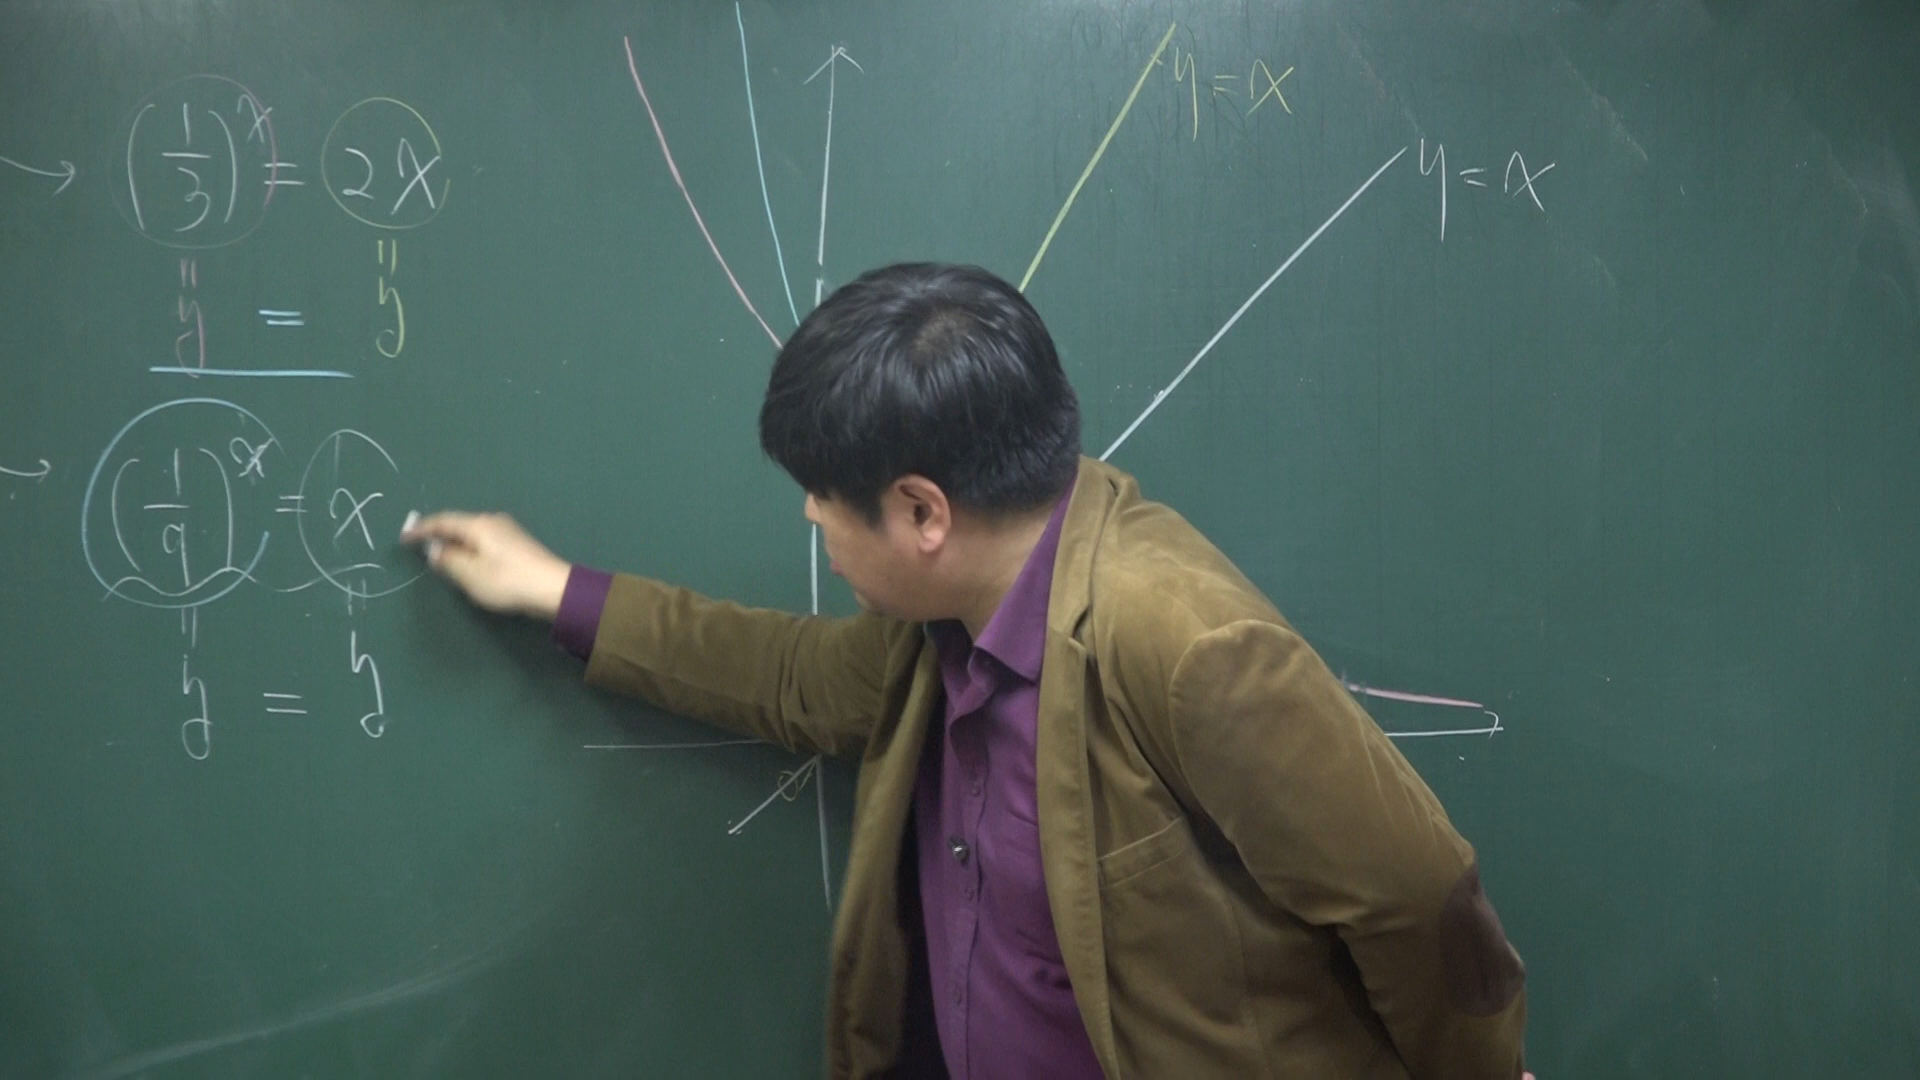 → (1/3)^x = 2x
"  "
y = y
→ (1/9)^x = x
"  "
y = y
y = x
y = x